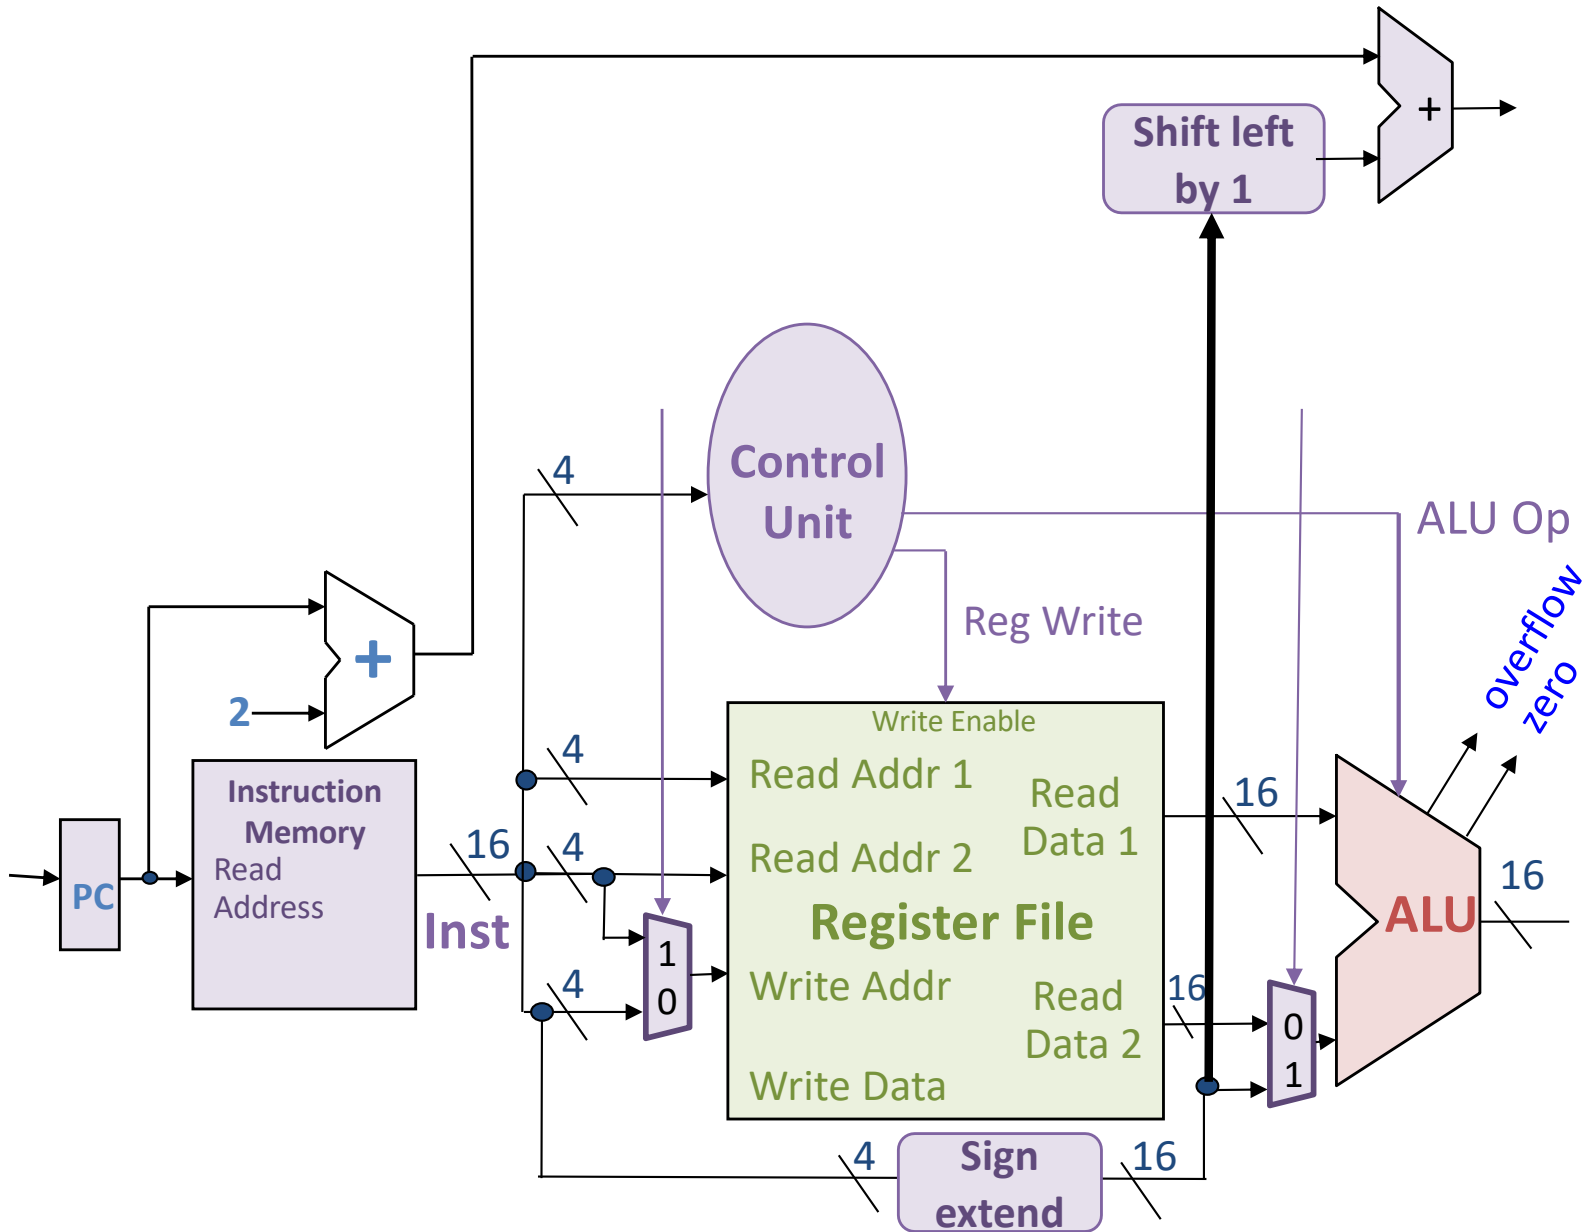 +
Shift left
by 1
4
Control
Unit
ALU Op
Reg Write
overflow
zero
+
2
Write Enable
4
Read Addr 1
Read
Data 1
16
Instruction
Memory
Read
Address
PC
16
Inst
4
Read Addr 2
Register File
ALU
16
1
0
4
Write Addr
Read
Data 2
16
0
1
Write Data
4
Sign
extend
16